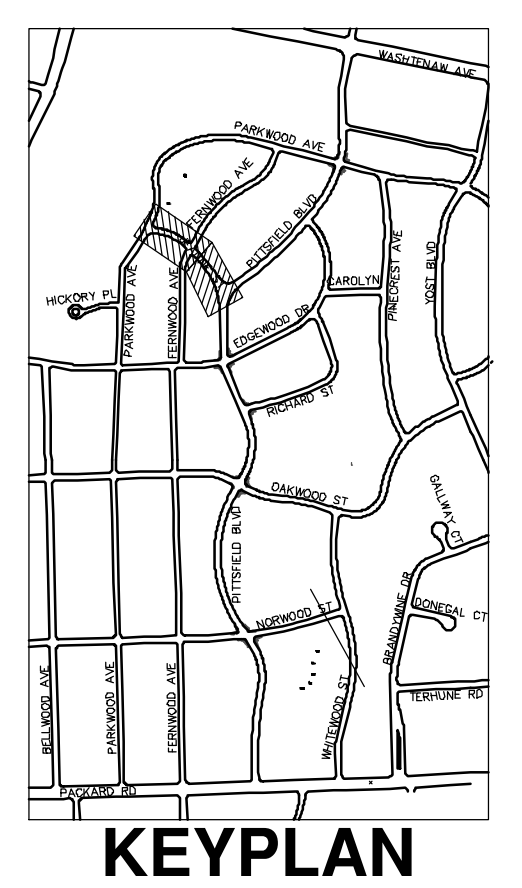 WASHTENAW AVE
PARKWOOD AVE
FERNWOOD AVE
PITTSFIELD BLVD
PINECREST AVE
YOST BLVD
CAROLYN
HICKORY PL
PARKWOOD AVE
FERNWOOD AVE
EDGEWOOD DR
RICHARD ST
OAKWOOD ST
GALLWAY CT
PITTSFIELD BLVD
BRANDYWINE DR
DONEGAL CT
NORWOOD ST
BELLWOOD AVE
PARKWOOD AVE
FERNWOOD AVE
WHITEWOOD ST
TERHUNE RD
PACKARD RD
KEYPLAN